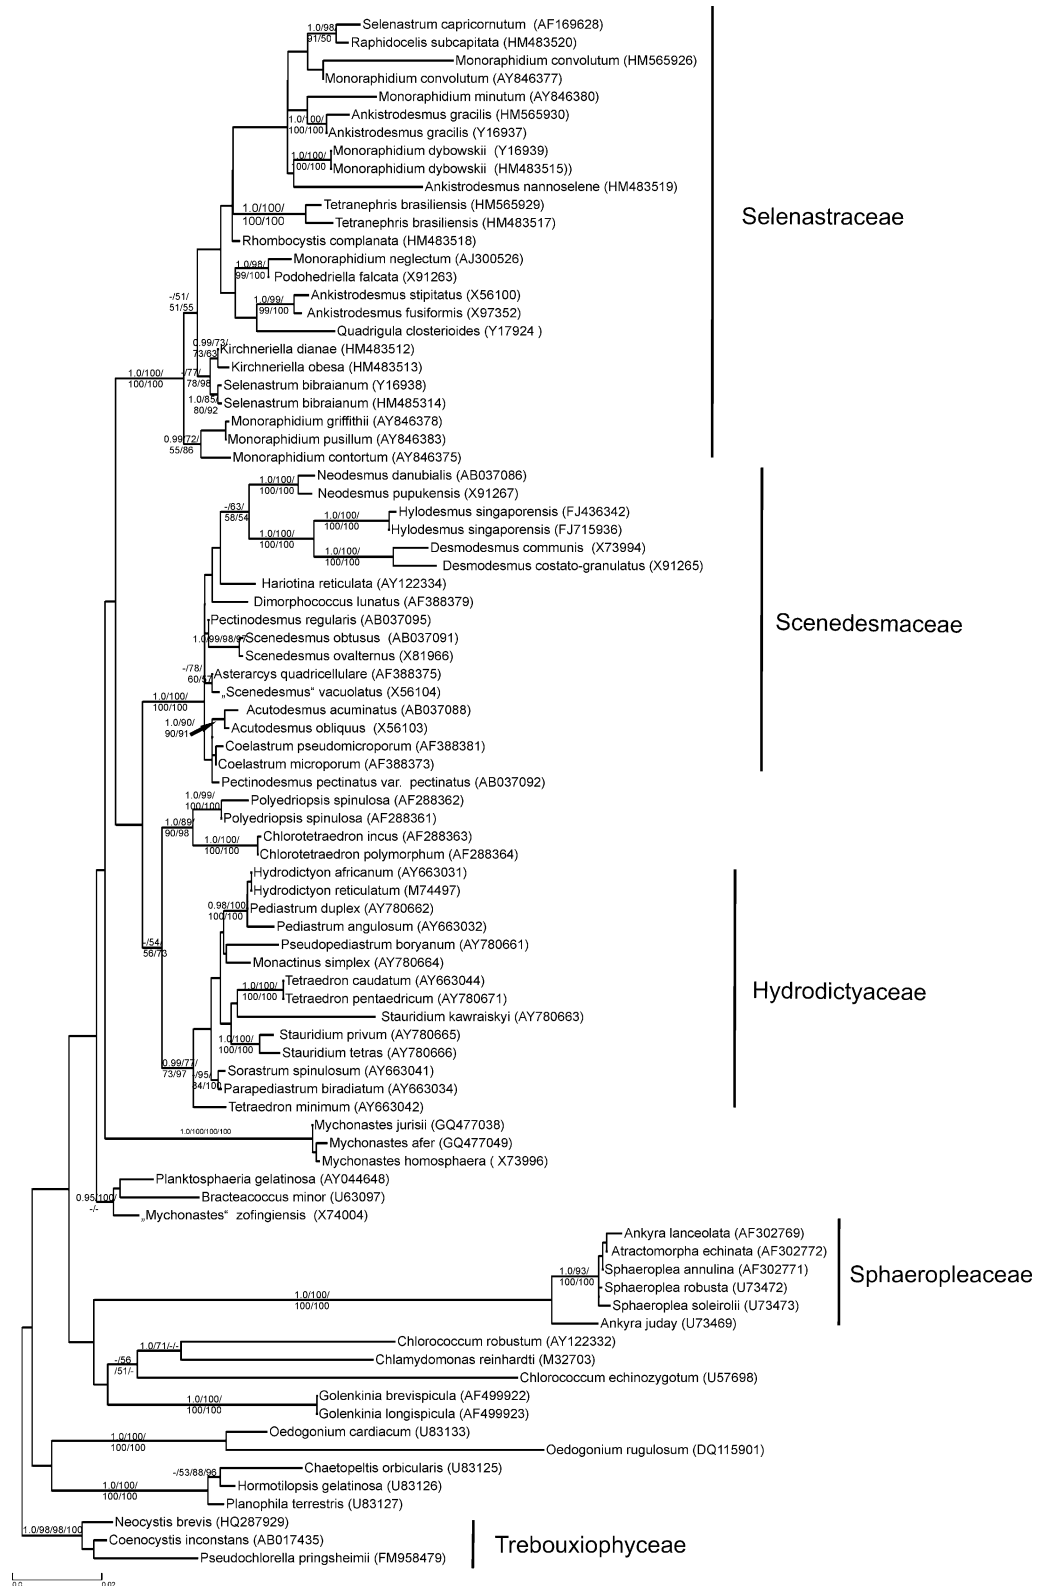 Selenastrum capricornutum (AF169628)
1.0/98/
91/50
Raphidocelis subcapitata (HM483520)
Monoraphidium convolutum (HM565926)
Monoraphidium convolutum (AY846377)
Monoraphidium minutum (AY846380)
Ankistrodesmus gracilis (HM565930)
1.0/100/
100/100
Ankistrodesmus gracilis (Y16937)
Monoraphidium dybowskii (Y16939)
1.0/100/
100/100
Monoraphidium dybowskii (HM483515))
Ankistrodesmus nannoselene (HM483519)
Tetranephris brasiliensis (HM565929)
1.0/100/
100/100
Selenastraceae
Tetranephris brasiliensis (HM483517)
Rhombocystis complanata (HM483518)
Monoraphidium neglectum (AJ300526)
1.0/98/
99/100
Podohedriella falcata (X91263)
Ankistrodesmus stipitatus (X56100)
-/51/
51/55
1.0/99/
99/100
Ankistrodesmus fusiformis (X97352)
Quadrigula closterioides (Y17924 )
0.99/73/
73/63
Kirchneriella dianae (HM483512)
Kirchneriella obesa (HM483513)
1.0/100/
100/100
-/77/
78/98
Selenastrum bibraianum (Y16938)
1.0/85/
80/92
Selenastrum bibraianum (HM485314)
Monoraphidium griffithii (AY846378)
0.99/72/
55/86
Monoraphidium pusillum (AY846383)
Monoraphidium contortum (AY846375)
Neodesmus danubialis (AB037086)
1.0/100/
100/100
Neodesmus pupukensis (X91267)
-/63/
58/54
Hylodesmus singaporensis (FJ436342)
1.0/100/
100/100
Hylodesmus singaporensis (FJ715936)
1.0/100/
100/100
Desmodesmus communis (X73994)
1.0/100/
100/100
Desmodesmus costato-granulatus (X91265)
Hariotina reticulata (AY122334)
Dimorphococcus lunatus (AF388379)
Pectinodesmus regularis (AB037095)
Scenedesmaceae
1.0/99/98/97
Scenedesmus obtusus (AB037091)
Scenedesmus ovalternus (X81966)
-/78/
60/57
Asterarcys quadricellulare (AF388375)
„Scenedesmus“ vacuolatus (X56104)
1.0/100/
100/100
Acutodesmus acuminatus (AB037088)
1.0/90/
90/91
Acutodesmus obliquus (X56103)
Coelastrum pseudomicroporum (AF388381)
Coelastrum microporum (AF388373)
Pectinodesmus pectinatus var. pectinatus (AB037092)
1.0/99/
100/100
Polyedriopsis spinulosa (AF288362)
Polyedriopsis spinulosa (AF288361)
1.0/89/
90/98
Chlorotetraedron incus (AF288363)
1.0/100/
100/100
Chlorotetraedron polymorphum (AF288364)
Hydrodictyon africanum (AY663031)
Hydrodictyon reticulatum (M74497)
0.98/100/
100/100
Pediastrum duplex (AY780662)
Pediastrum angulosum (AY663032)
-/54/
56/73
Pseudopediastrum boryanum (AY780661)
Monactinus simplex (AY780664)
Tetraedron caudatum (AY663044)
1.0/100/
100/100
Hydrodictyaceae
Tetraedron pentaedricum (AY780671)
Stauridium kawraiskyi (AY780663)
Stauridium privum (AY780665)
1.0/100/
100/100
Stauridium tetras (AY780666)
0.99/77/
73/97
-/95/
84/100
Sorastrum spinulosum (AY663041)
Parapediastrum biradiatum (AY663034)
Tetraedron minimum (AY663042)
Mychonastes jurisii (GQ477038)
1.0/100/100/100
Mychonastes afer (GQ477049)
Mychonastes homosphaera ( X73996)
Planktosphaeria gelatinosa (AY044648)
0.95/100/
-/-
Bracteacoccus minor (U63097)
„Mychonastes“ zofingiensis (X74004)
Ankyra lanceolata (AF302769)
Atractomorpha echinata (AF302772)
1.0/93/
100/100
Sphaeroplea annulina (AF302771)
Sphaeropleaceae
Sphaeroplea robusta (U73472)
1.0/100/
100/100
Sphaeroplea soleirolii (U73473)
Ankyra juday (U73469)
Chlorococcum robustum (AY122332)
1.0/71/-/-
-/56
/51/-
Chlamydomonas reinhardti (M32703)
Chlorococcum echinozygotum (U57698)
Golenkinia brevispicula (AF499922)
1.0/100/
100/100
Golenkinia longispicula (AF499923)
Oedogonium cardiacum (U83133)
1.0/100/
100/100
Oedogonium rugulosum (DQ115901)
Chaetopeltis orbicularis (U83125)
-/53/88/96
1.0/100/
100/100
Hormotilopsis gelatinosa (U83126)
Planophila terrestris (U83127)
Neocystis brevis (HQ287929)
1.0/98/98/100
Coenocystis inconstans (AB017435)
Trebouxiophyceae
Pseudochlorella pringsheimii (FM958479)
0.0 0.02